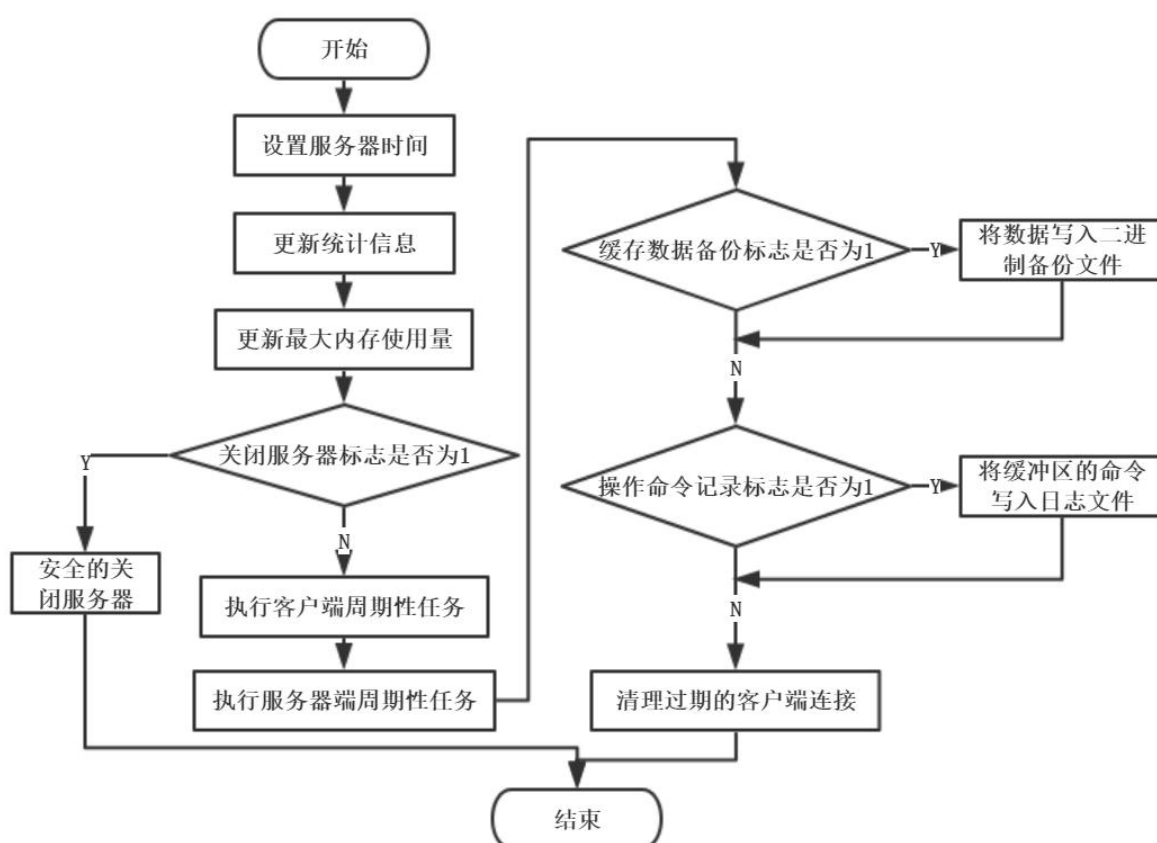 开始
设置服务器时间
更新统计信息
更新最大内存使用量
关闭服务器标志是否为1
Y
N
安全的关
闭服务器
执行客户端周期性任务
执行服务器端周期性任务
缓存数据备份标志是否为1
Y
将数据写入二进
制备份文件
N
操作命令记录标志是否为1
Y
将缓冲区的命令
写入日志文件
N
清理过期的客户端连接
结束